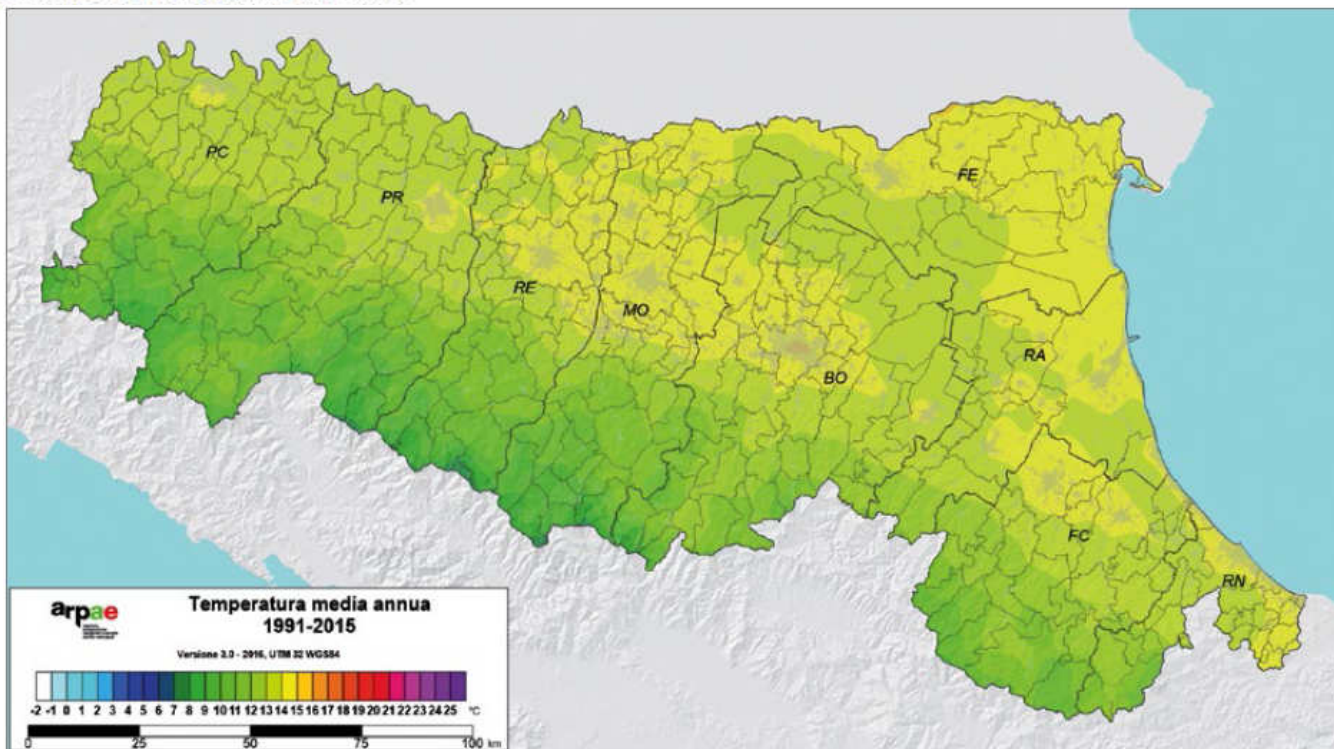 PC
PR
RE
MO
FE
BO
RA
FC
RN
arpae
Temperatura media annua
1991-2015
Versione 3.0 - 2016, UTM 32 WGS84
-2 -1 0 1 2 3 4 5 6 7 8 9 10 11 12 13 14 15 16 17 18 19 20 21 22 23 24 25 °C
0 25 50 75 100 km